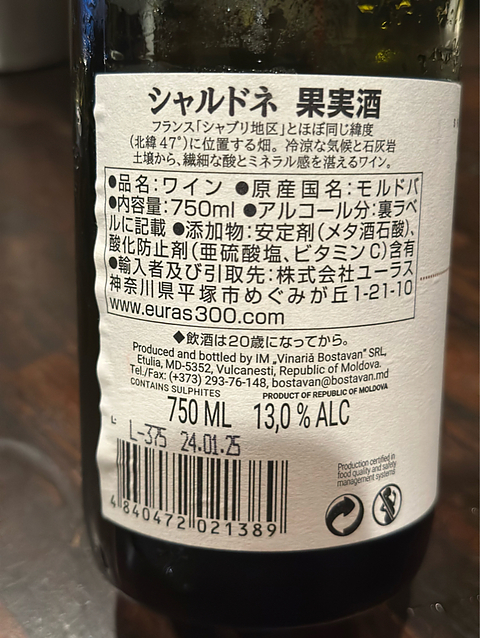 シャルドネ 果実酒
フランス「シャブリ地区」とほぼ同じ緯度
(北緯 47°)に位置する畑。冷涼な気候と石灰岩
土壌から、繊細な酸とミネラル感を湛えるワイン。
●品名:ワイン ●原産国名:モルドバ
●内容量:750ml ●アルコール分:裏ラベ
ルに記載 ●添加物:安定剤(メタ酒石酸)、
酸化防止剤(亜硫酸塩、ビタミンC)含有
●輸入者及び引取先:株式会社ユーラス
神奈川県平塚市めぐみが丘1-21-10
www.euras300.com
◆飲酒は20歳になってから。
Produced and bottled by IM „Vinariă Bostavan" SRL,
Etulia, MD-5352, Vulcanesti, Republic of Moldova.
Tel./Fax: (+373) 293-76-148, bostavan@bostavan.md
CONTAINS SULPHITES PRODUCT OF REPUBLIC OF MOLDOVA
750 ML 13,0 % ALC
L-375 24.01.25
Production certified in
food quality and safety
management systems
4 840472 021389